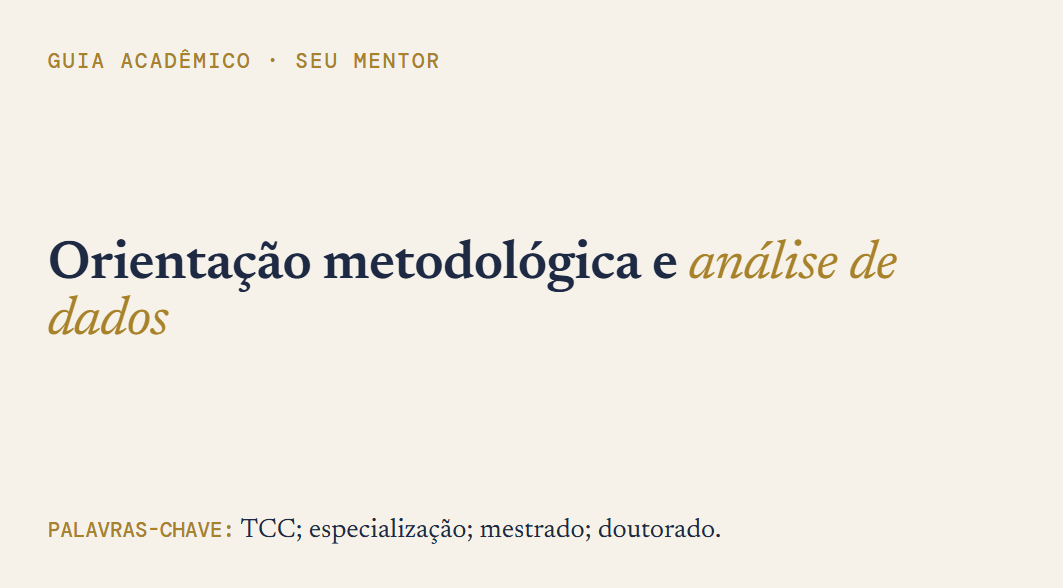 GUIA ACADÊMICO · SEU MENTOR
Orientação metodológica e análise de
dados
PALAVRAS-CHAVE: TCC; especialização; mestrado; doutorado.